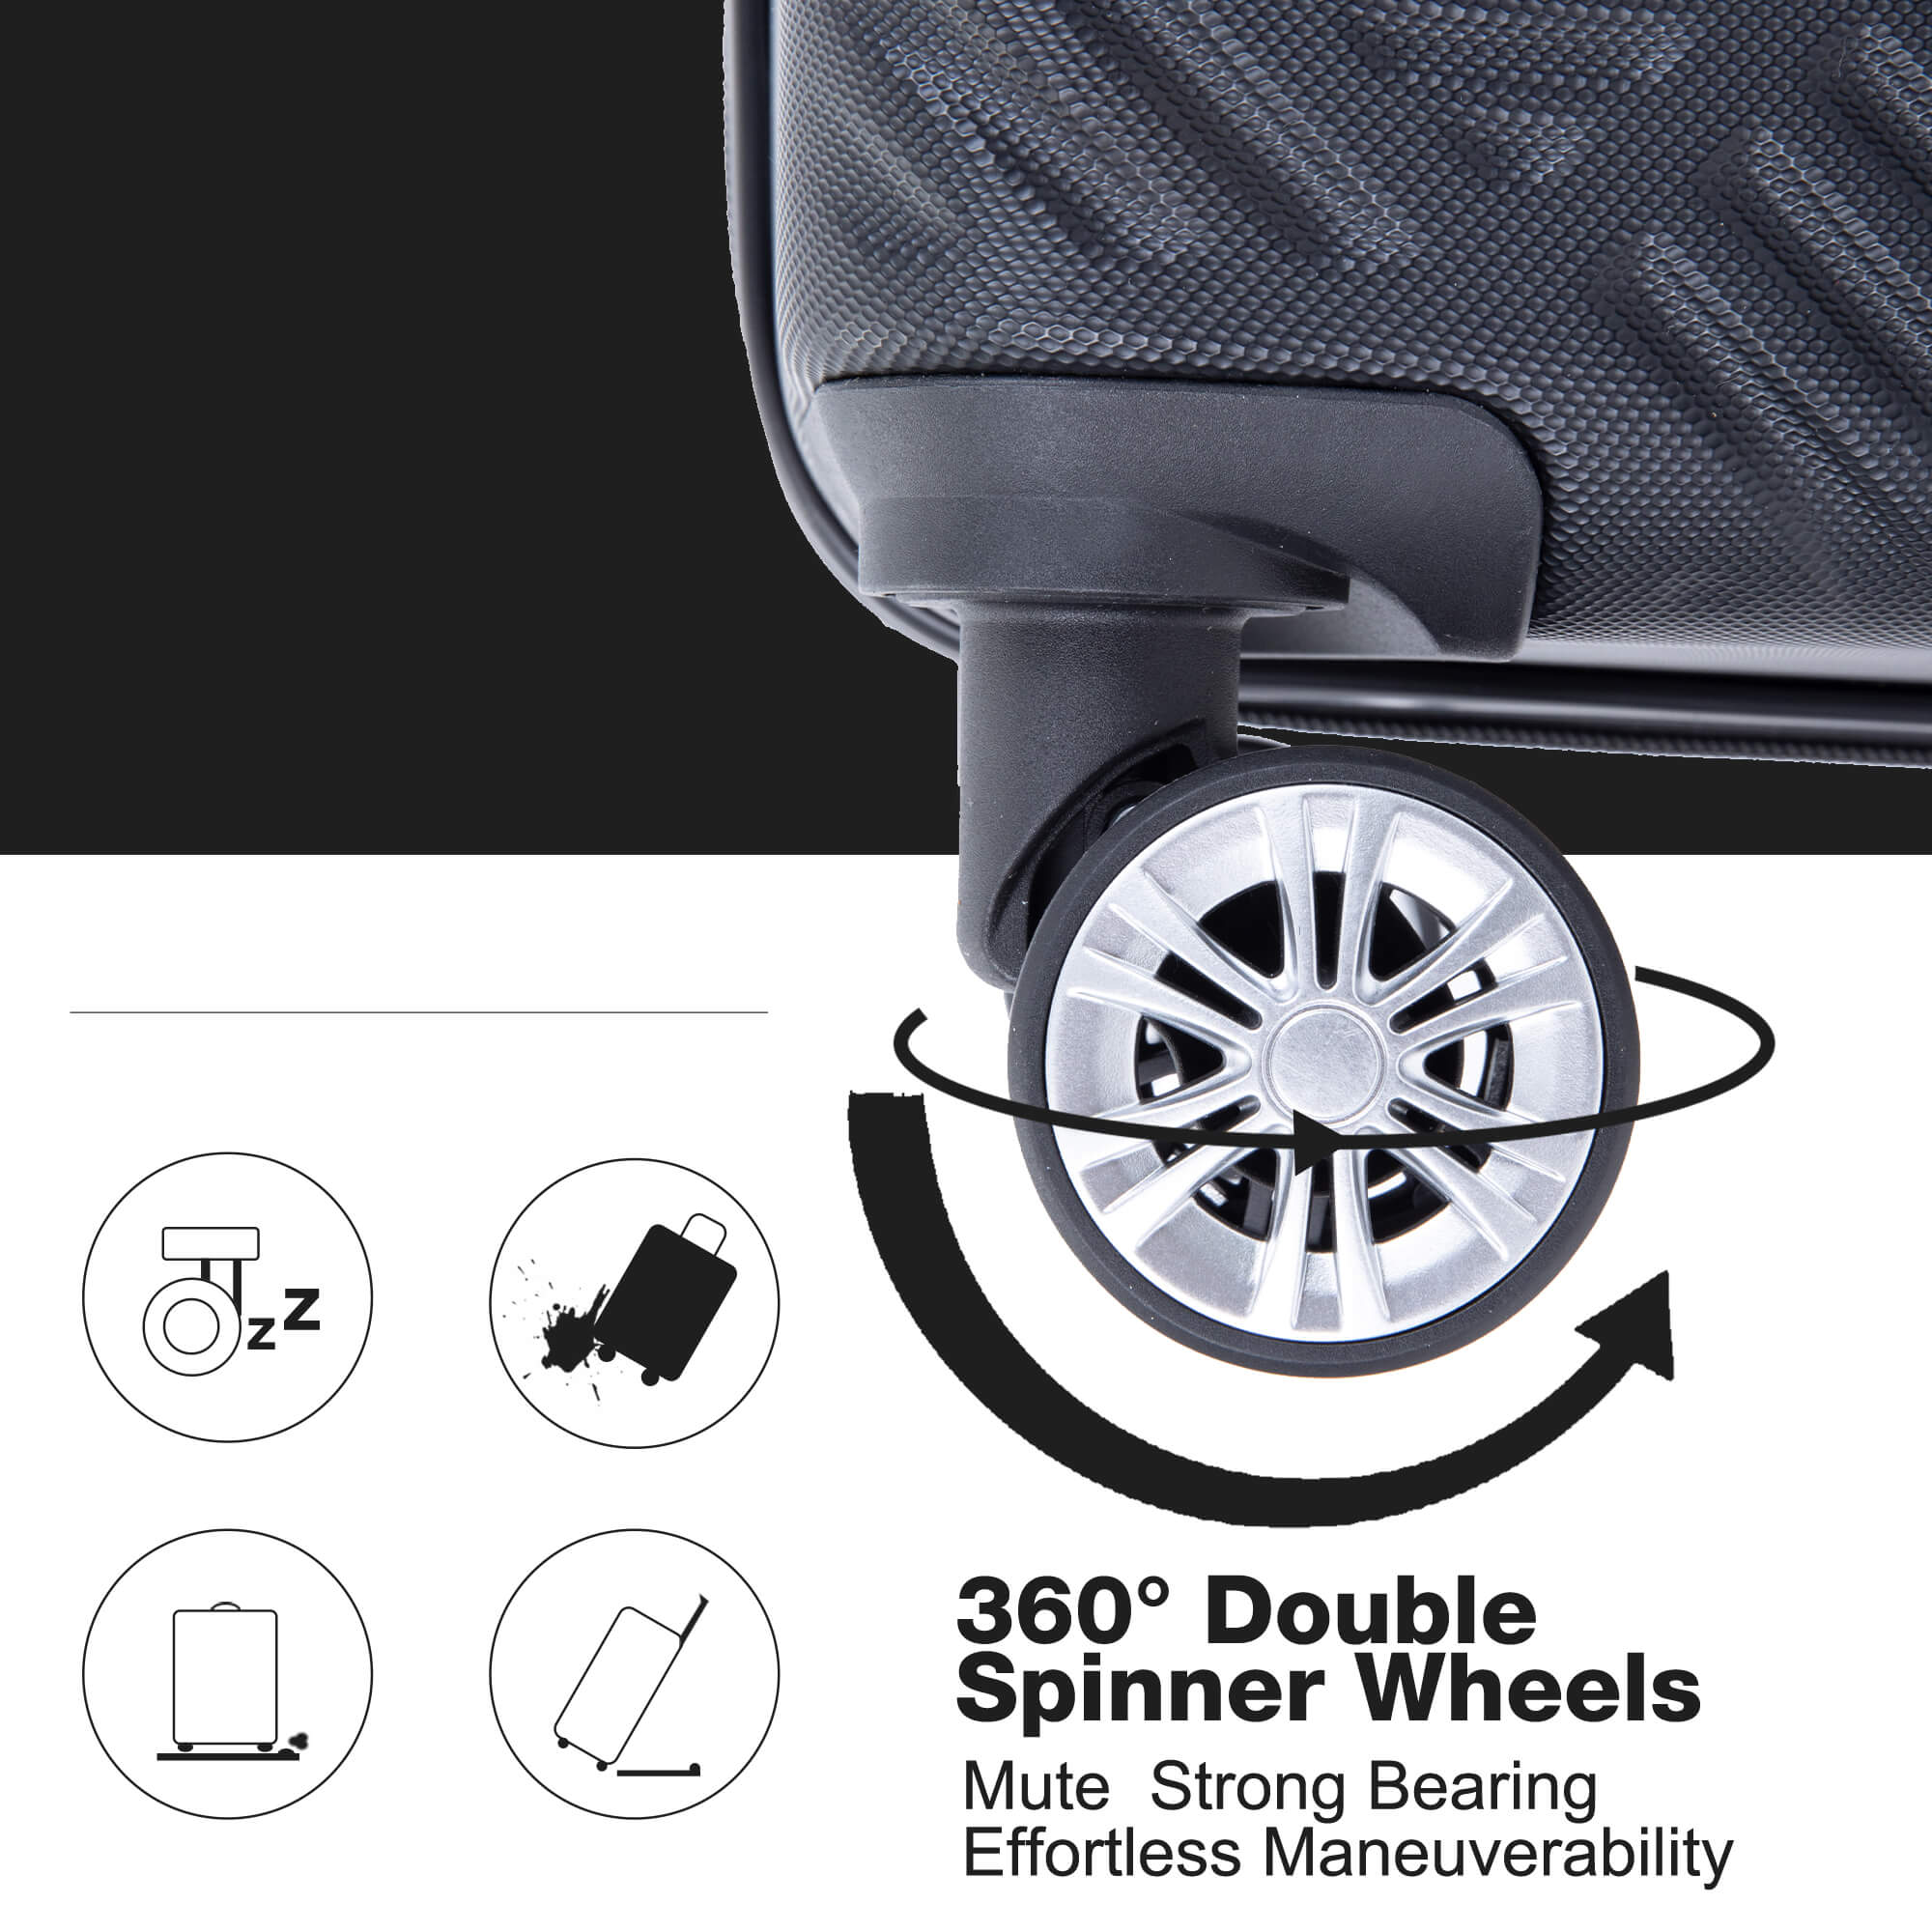 z Z
360° Double
Spinner Wheels
Mute Strong Bearing
Effortless Maneuverability